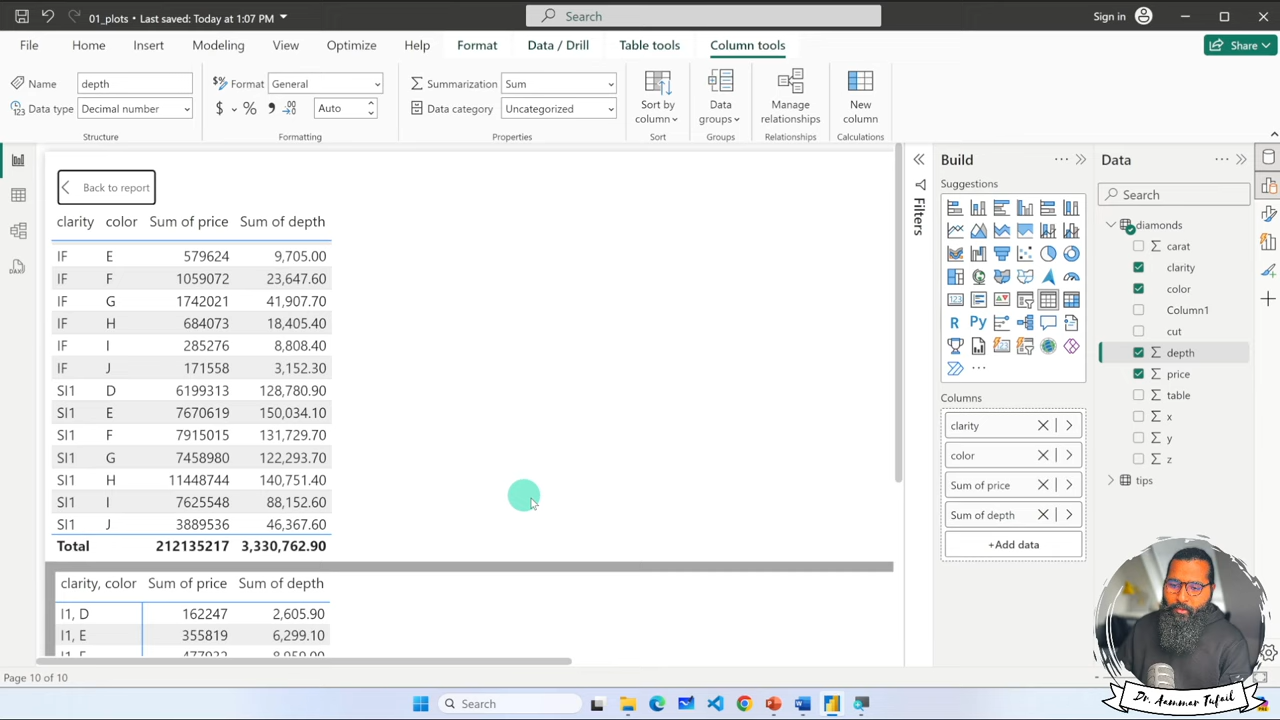 01_plots • Last saved: Today at 1:07 PM
Search
Sign in
File Home Insert Modeling View Optimize Help Format Data / Drill Table tools Column tools
Share
Name depth
Data type Decimal number
Structure
Format General
$ % Auto
Formatting
Summarization Sum
Data category Uncategorized
Properties
Sort by column
Sort
Data groups
Groups
Manage relationships
Relationships
New column
Calculations
Back to report
clarity color Sum of price Sum of depth
IF E 579624 9,705.00
IF F 1059072 23,647.60
IF G 1742021 41,907.70
IF H 684073 18,405.40
IF I 285276 8,808.40
IF J 171558 3,152.30
SI1 D 6199313 128,780.90
SI1 E 7670619 150,034.10
SI1 F 7915015 131,729.70
SI1 G 7458980 122,293.70
SI1 H 11448744 140,751.40
SI1 I 7625548 88,152.60
SI1 J 3889536 46,367.60
Total 212135217 3,330,762.90
clarity, color Sum of price Sum of depth
I1, D 162247 2,605.90
I1, E 355819 6,299.10
Filters
Build
Suggestions
R Py
Columns
clarity
color
Sum of price
Sum of depth
+Add data
Data
Search
diamonds
carat
clarity
color
Column1
cut
depth
price
table
x
y
z
tips
Page 10 of 10
Search
Dr. Aammar Tufail